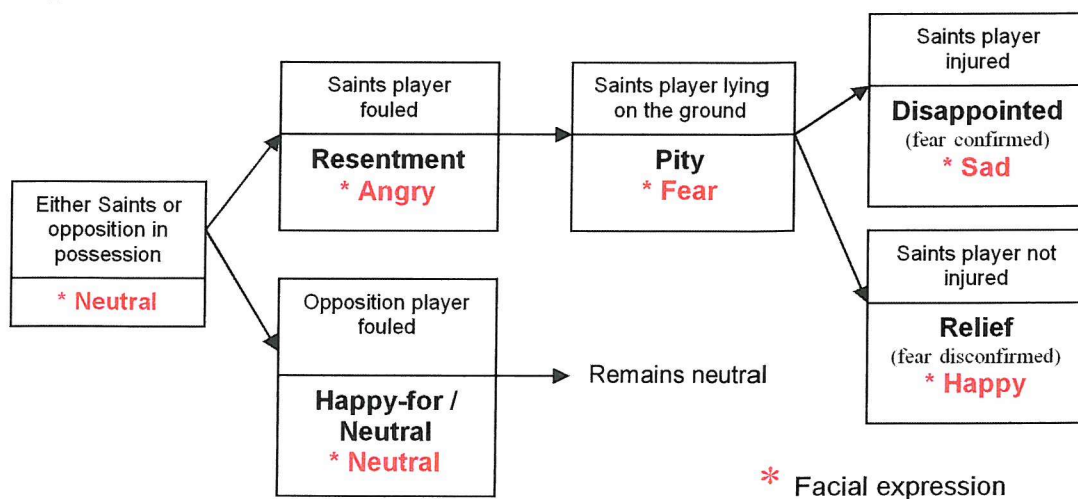 Either Saints or
opposition in
possession
* Neutral
Saints player
fouled
Resentment
* Angry
Opposition player
fouled
Happy-for /
Neutral
* Neutral
Saints player lying
on the ground
Pity
* Fear
Remains neutral
Saints player
injured
Disappointed
(fear confirmed)
* Sad
Saints player not
injured
Relief
(fear disconfirmed)
* Happy
* Facial expression